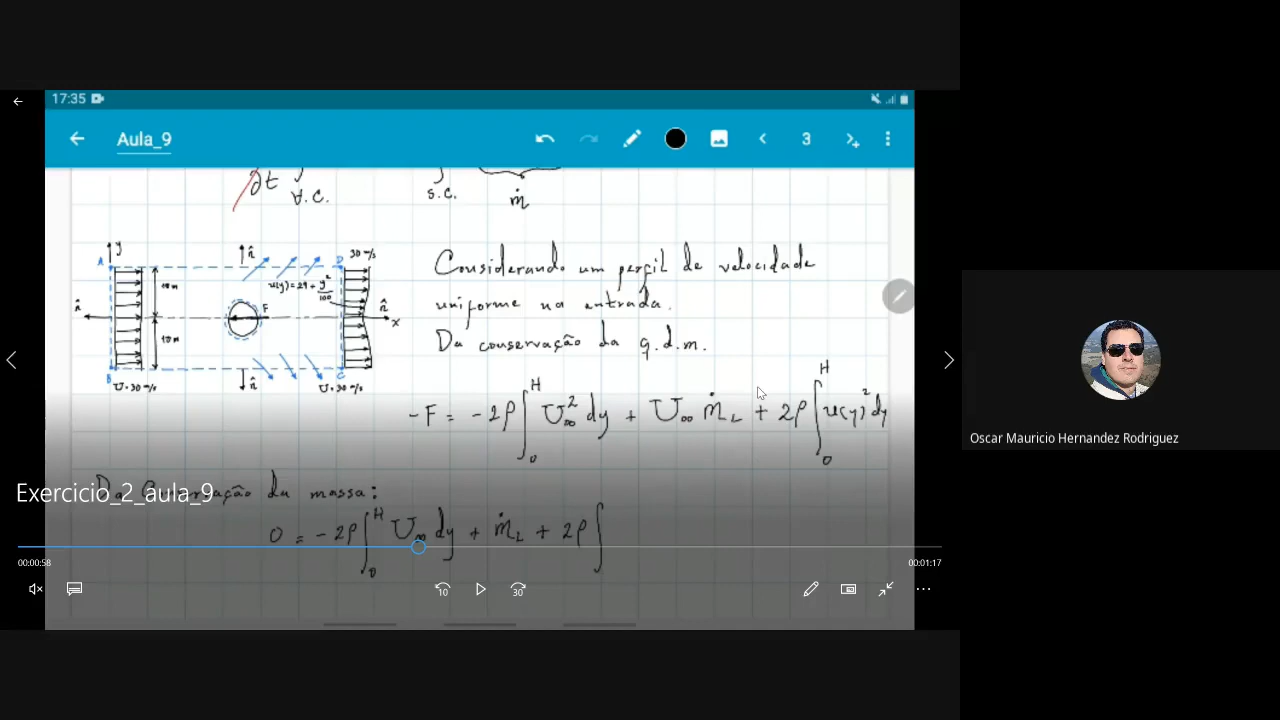 17:35
Aula_9
3
∂t
∀.C.
S.C.
ṁ
y
n̂
30 m/s
A
D
10 m
u(y) = 29 + y²/100
n̂
F
n̂
x
10 m
B
C
U = 30 m/s
n̂
U = 30 m/s
Considerando um perfil de velocidade
uniforme na entrada.
Da conservação da q.d.m.
-F = -2ρ ∫₀ᴴ U∞² dy + U∞ ṁL + 2ρ ∫₀ᴴ u(y)² dy
Da Conservação da massa:
Exercicio_2_aula_9
0 = -2ρ ∫₀ᴴ U∞ dy + ṁL + 2ρ ∫
00:00:58
00:01:17
10
30
Oscar Mauricio Hernandez Rodriguez